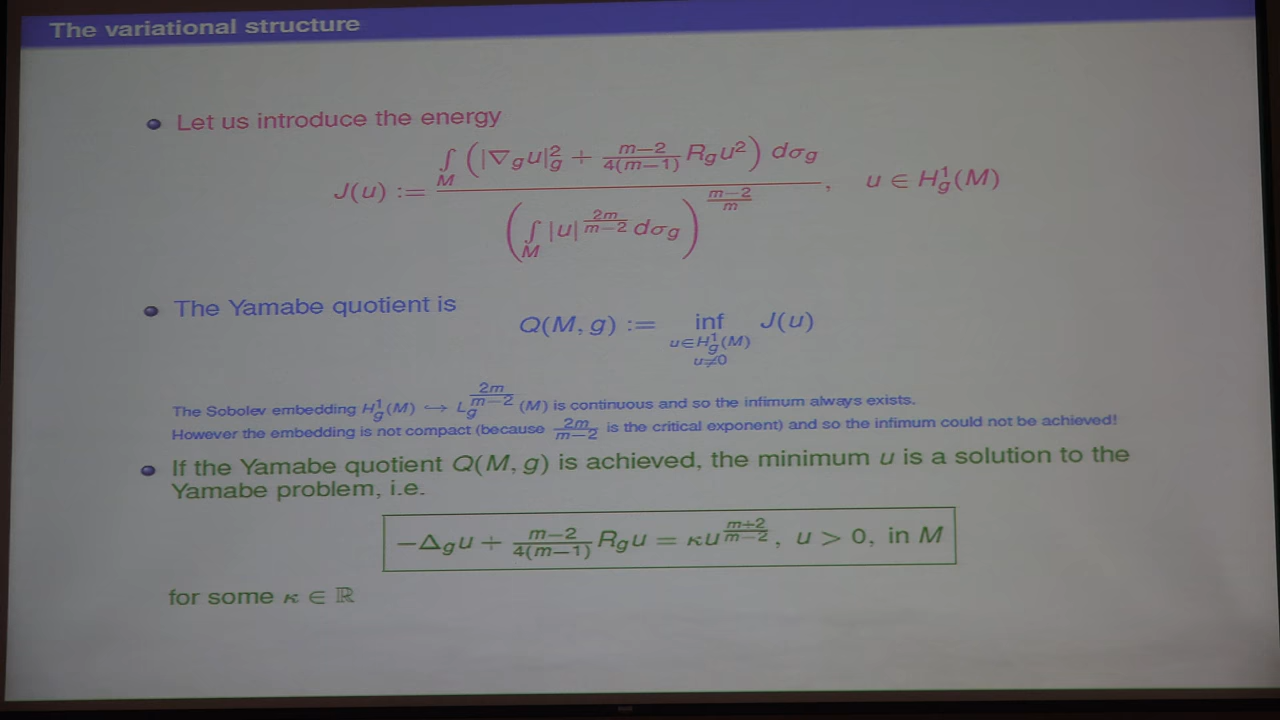 The variational structure
Let us introduce the energy
J(u) := ∫_M (|∇_g u|²_g + (m−2)/(4(m−1)) R_g u²) dσ_g / (∫_M |u|^{2m/(m−2)} dσ_g)^{(m−2)/m}, u ∈ H¹_g(M)
The Yamabe quotient is
Q(M, g) := inf_{u∈H¹_g(M), u≠0} J(u)
The Sobolev embedding H¹_g(M) ↪ L_g^{2m/(m−2)}(M) is continuous and so the infimum always exists.
However the embedding is not compact (because 2m/(m−2) is the critical exponent) and so the infimum could not be achieved!
If the Yamabe quotient Q(M, g) is achieved, the minimum u is a solution to the
Yamabe problem, i.e.
−Δ_g u + (m−2)/(4(m−1)) R_g u = κu^{(m+2)/(m−2)}, u > 0, in M
for some κ ∈ ℝ